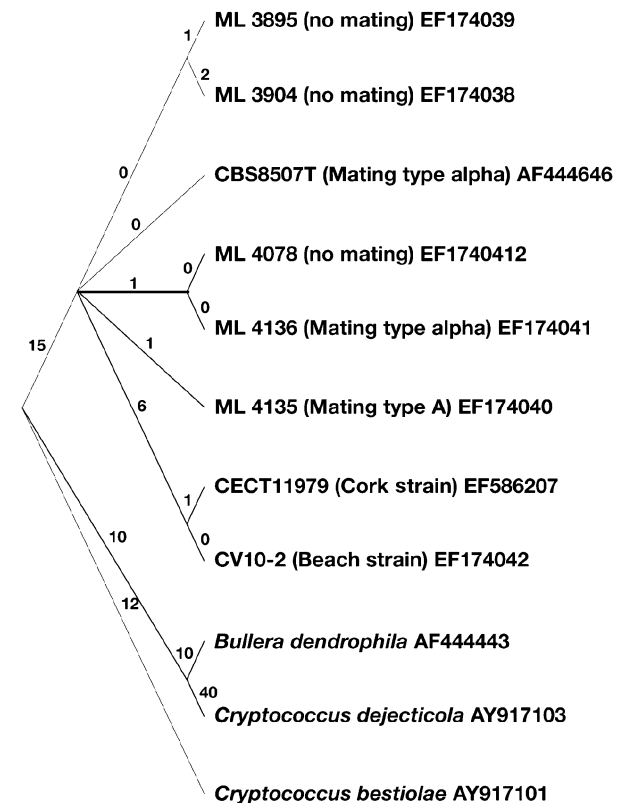 ML 3895 (no mating) EF174039
1
2
ML 3904 (no mating) EF174038
0
CBS8507T (Mating type alpha) AF444646
0
ML 4078 (no mating) EF1740412
0
1
0
ML 4136 (Mating type alpha) EF174041
15
1
ML 4135 (Mating type A) EF174040
6
CECT11979 (Cork strain) EF586207
1
0
CV10-2 (Beach strain) EF174042
10
12
Bullera dendrophila AF444443
10
40
Cryptococcus dejecticola AY917103
Cryptococcus bestiolae AY917101